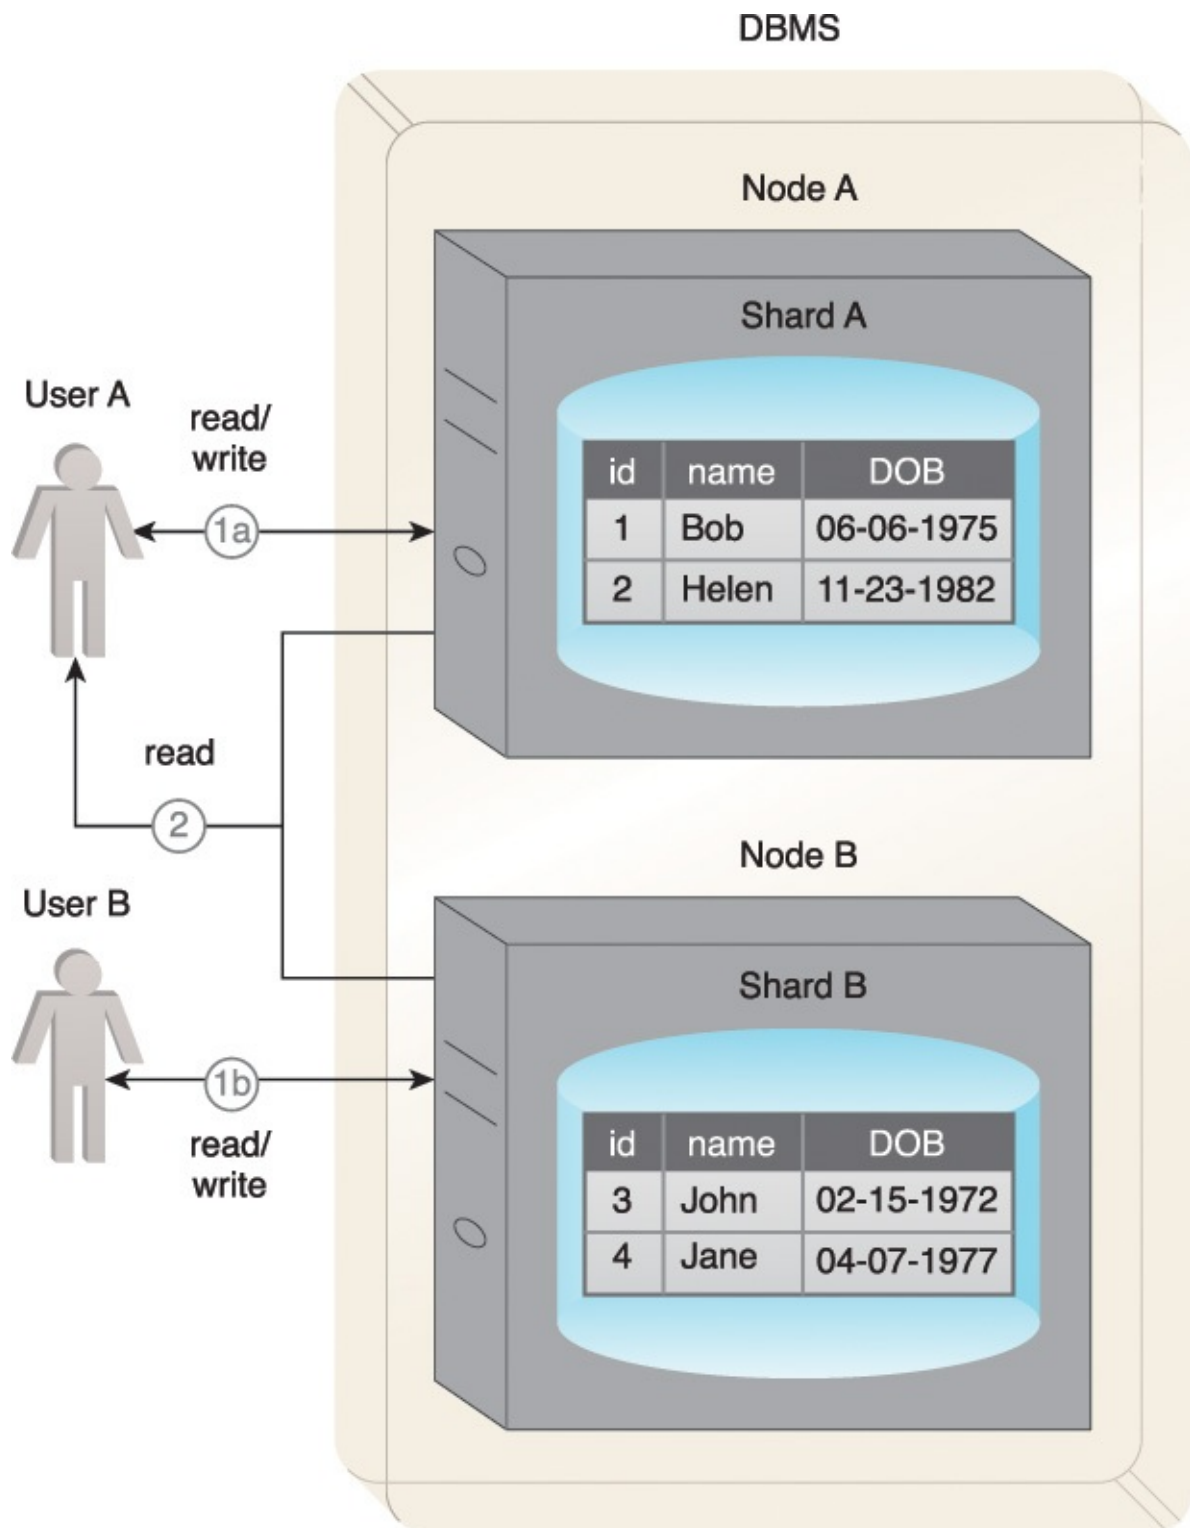 DBMS
Node A
Shard A
User A
read/
write
1a
id name DOB
1 Bob 06-06-1975
2 Helen 11-23-1982
read
2
Node B
User B
Shard B
1b
read/
write
id name DOB
3 John 02-15-1972
4 Jane 04-07-1977